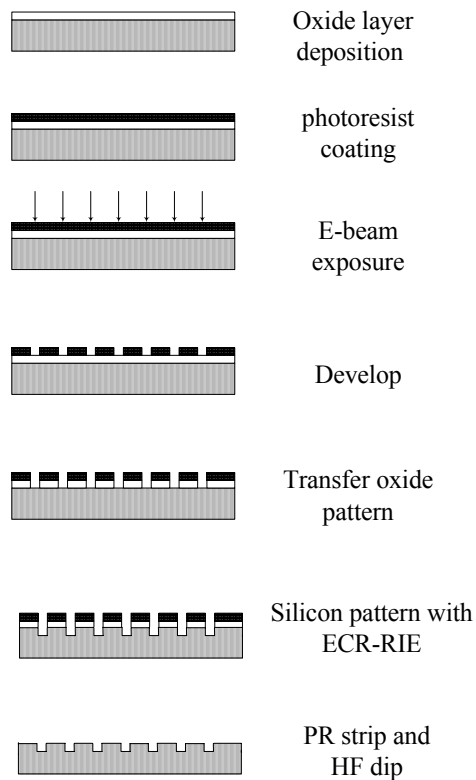 Oxide layer
deposition
photoresist
coating
E-beam
exposure
Develop
Transfer oxide
pattern
Silicon pattern with
ECR-RIE
PR strip and
HF dip